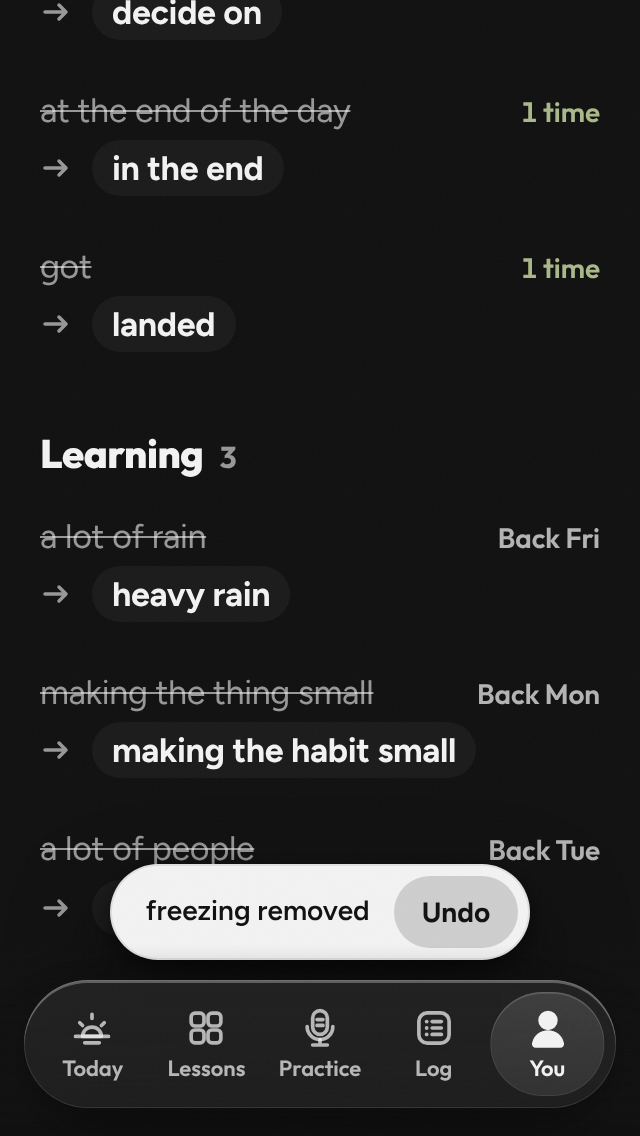 decide on
at the end of the day
1 time
→ in the end
got
1 time
→ landed
Learning 3
a lot of rain
Back Fri
→ heavy rain
making the thing small
Back Mon
→ making the habit small
a lot of people
Back Tue
→
freezing removed
Undo
Today
Lessons
Practice
Log
You